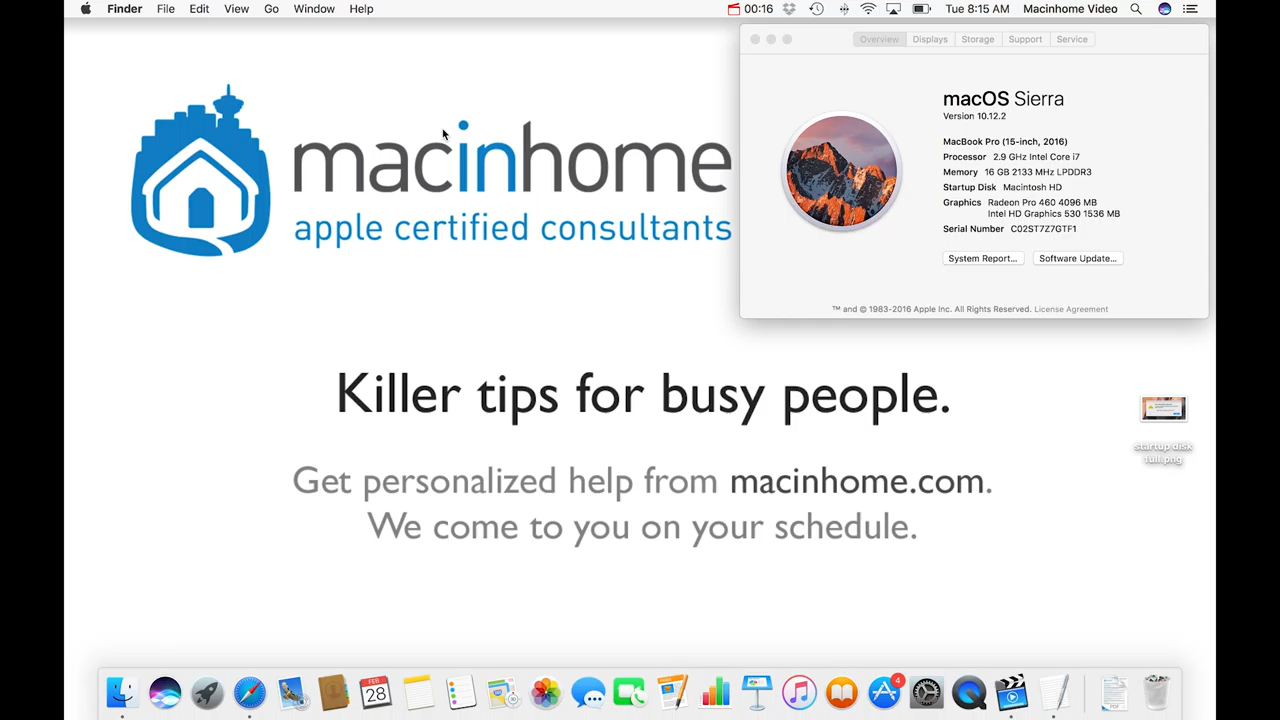 Finder File Edit View Go Window Help 00:16 Tue 8:15 AM Macinhome Video
Overview Displays Storage Support Service
macOS Sierra
Version 10.12.2
MacBook Pro (15-inch, 2016)
Processor 2.9 GHz Intel Core i7
Memory 16 GB 2133 MHz LPDDR3
Startup Disk Macintosh HD
Graphics Radeon Pro 460 4096 MB
Intel HD Graphics 530 1536 MB
Serial Number C02ST7Z7GTF1
System Report... Software Update...
™ and © 1983-2016 Apple Inc. All Rights Reserved. License Agreement
macinhome
apple certified consultants
Killer tips for busy people.
Get personalized help from macinhome.com.
We come to you on your schedule.
startup disk
full.png
FEB
28
4